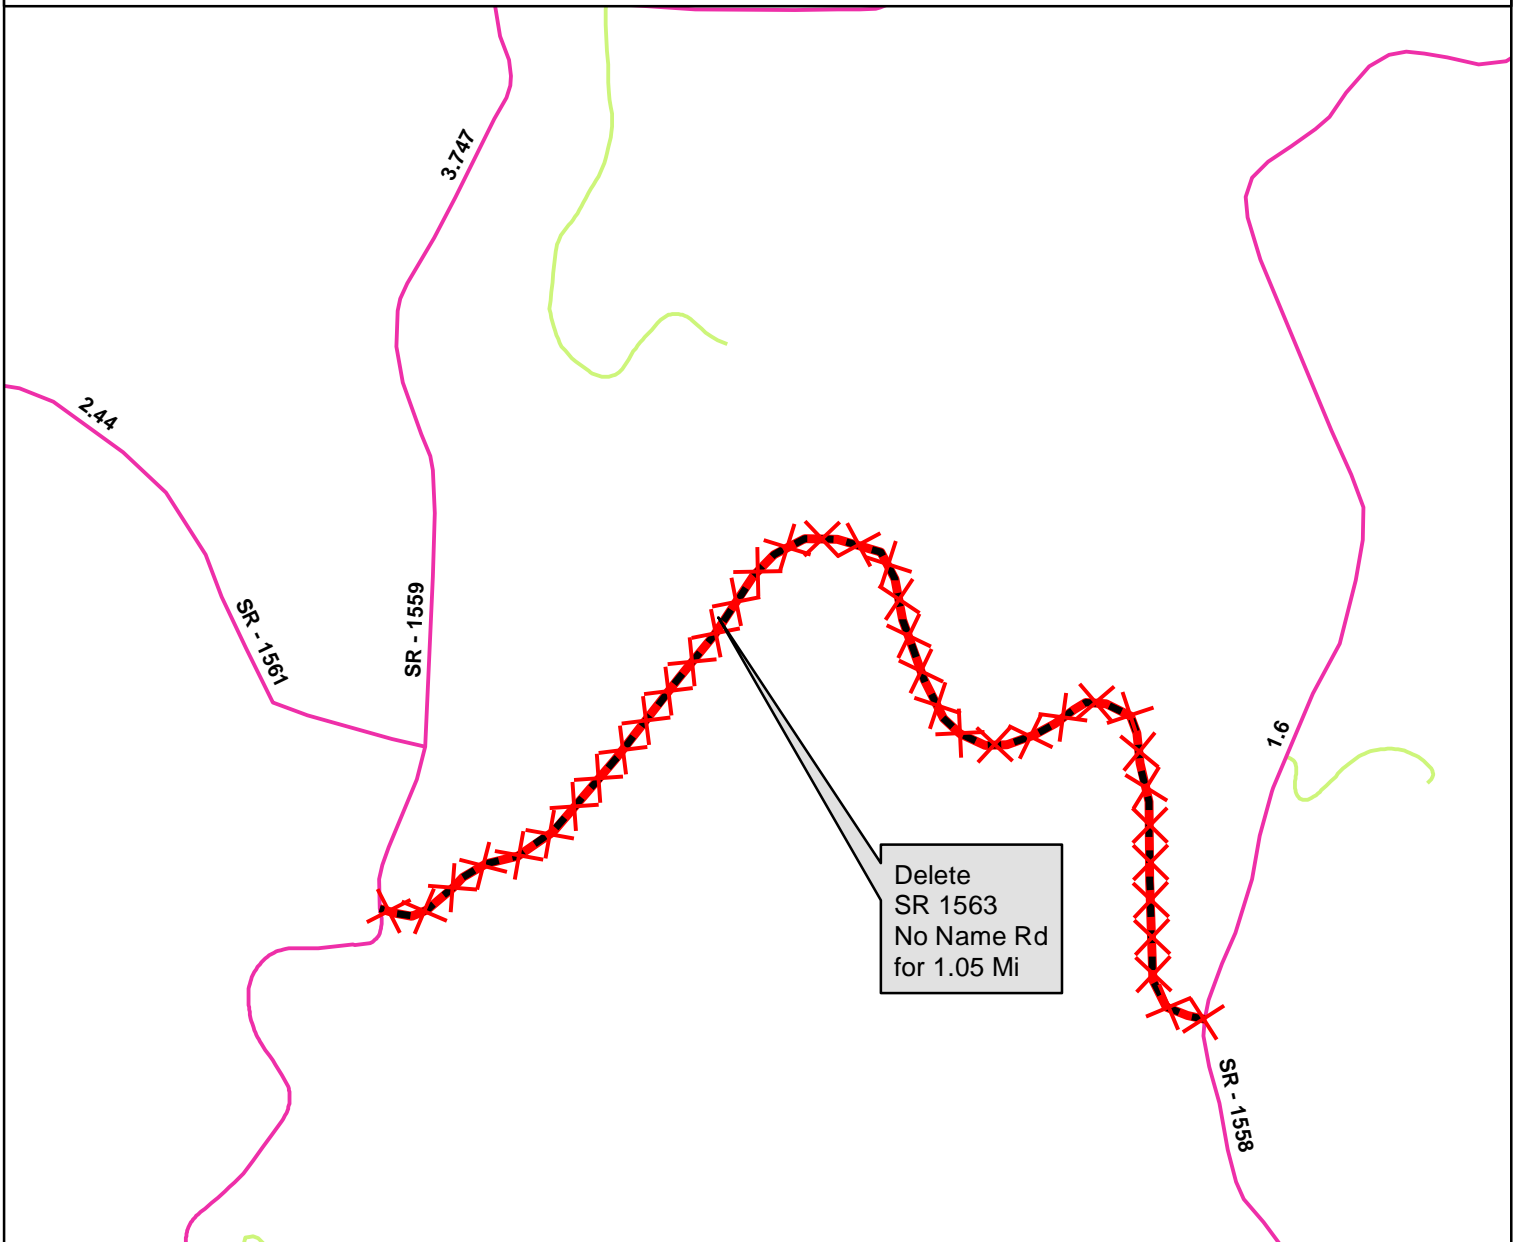 3.747
2.44
SR - 1561
SR - 1559
1.6
Delete
SR 1563
No Name Rd
for 1.05 Mi
SR - 1558